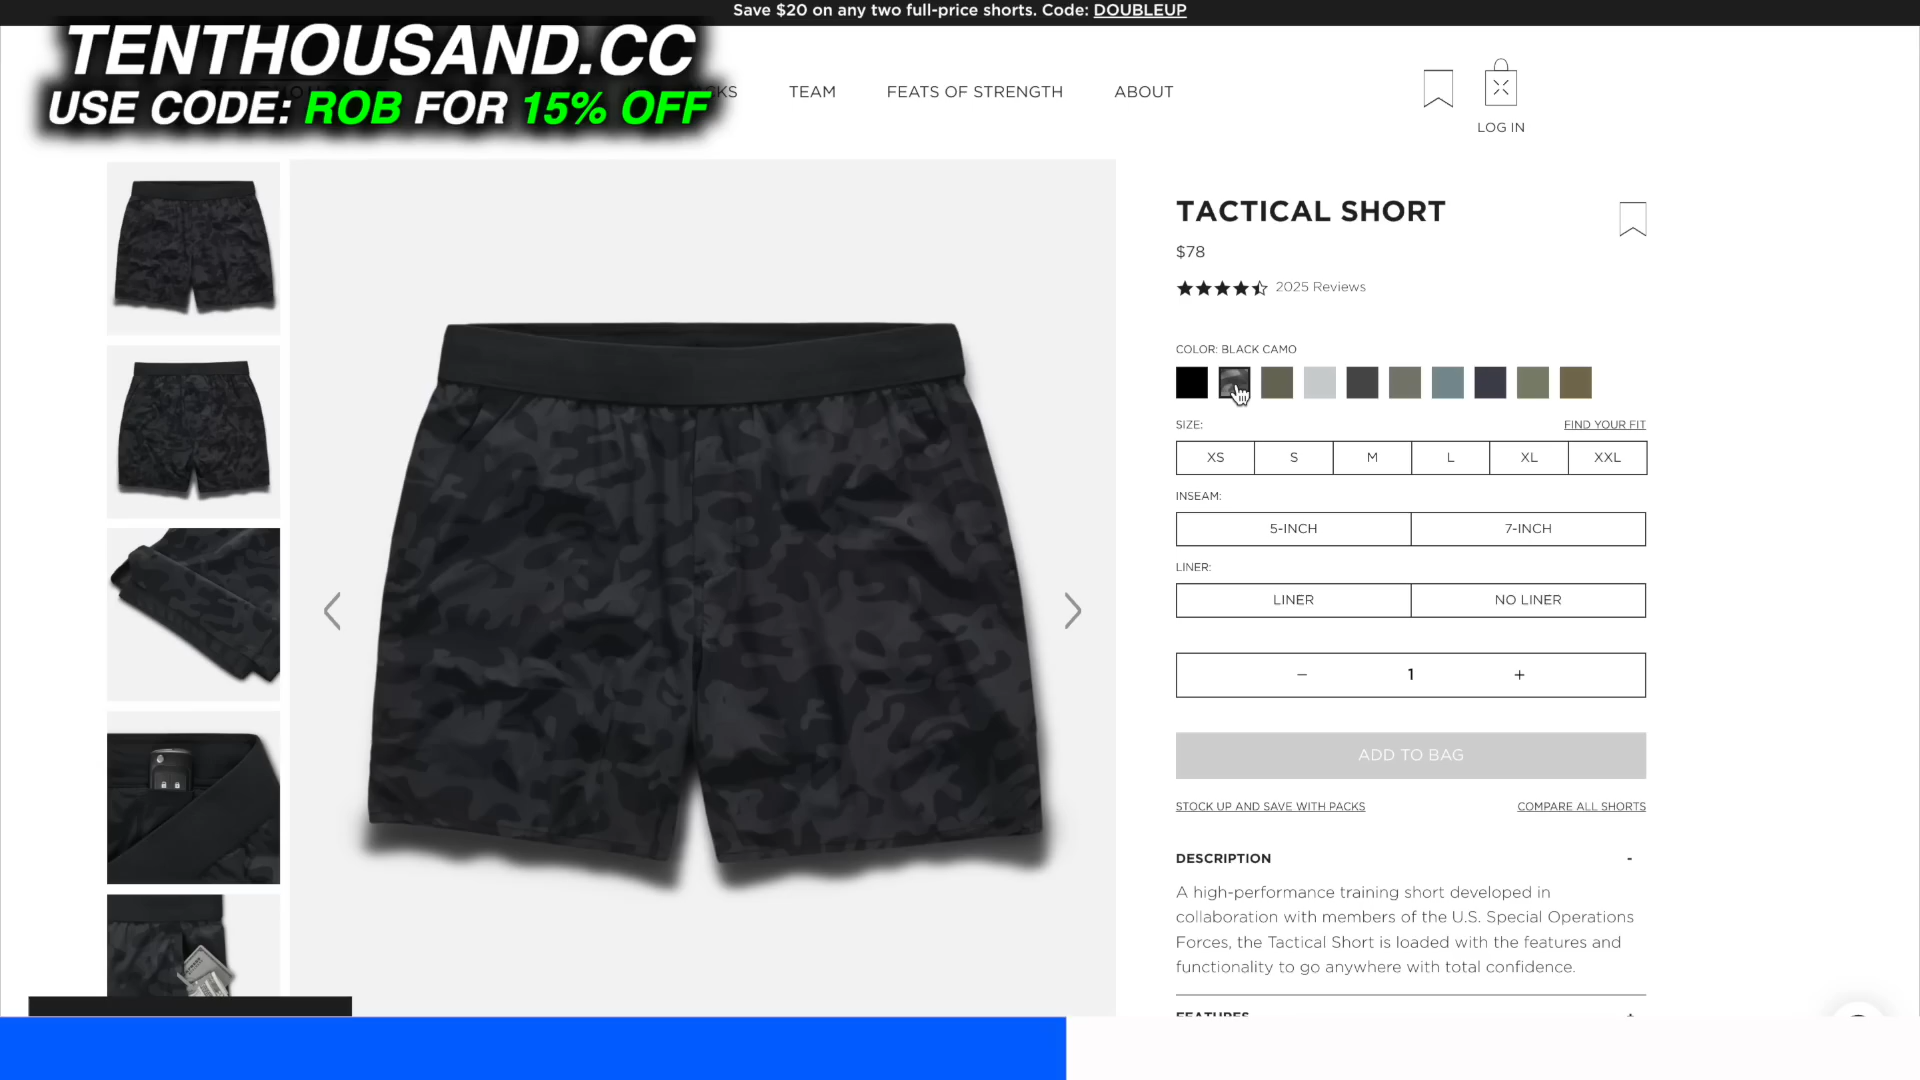 Save $20 on any two full-price shorts. Code: DOUBLEUP
TENTHOUSAND.CC
USE CODE: ROB FOR 15% OFF
TEAM
FEATS OF STRENGTH
ABOUT
LOG IN
TACTICAL SHORT
$78
2025 Reviews
COLOR: BLACK CAMO
SIZE:
FIND YOUR FIT
XS S M L XL XXL
INSEAM:
5-INCH 7-INCH
LINER:
LINER NO LINER
− 1 +
ADD TO BAG
STOCK UP AND SAVE WITH PACKS
COMPARE ALL SHORTS
DESCRIPTION -
A high-performance training short developed in
collaboration with members of the U.S. Special Operations
Forces, the Tactical Short is loaded with the features and
functionality to go anywhere with total confidence.
FEATURES